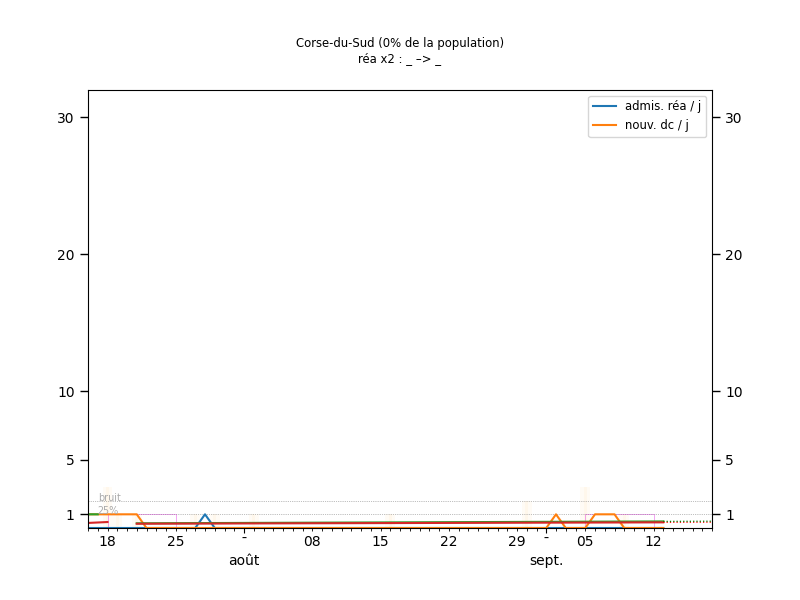 Corse-du-Sud (0% de la population)
réa x2 : _ –> _
admis. réa / j
nouv. dc / j
30 30
20 20
10 10
5 5
bruit
25%
1 1
18 25 - 08 15 22 29 - 05 12
août sept.